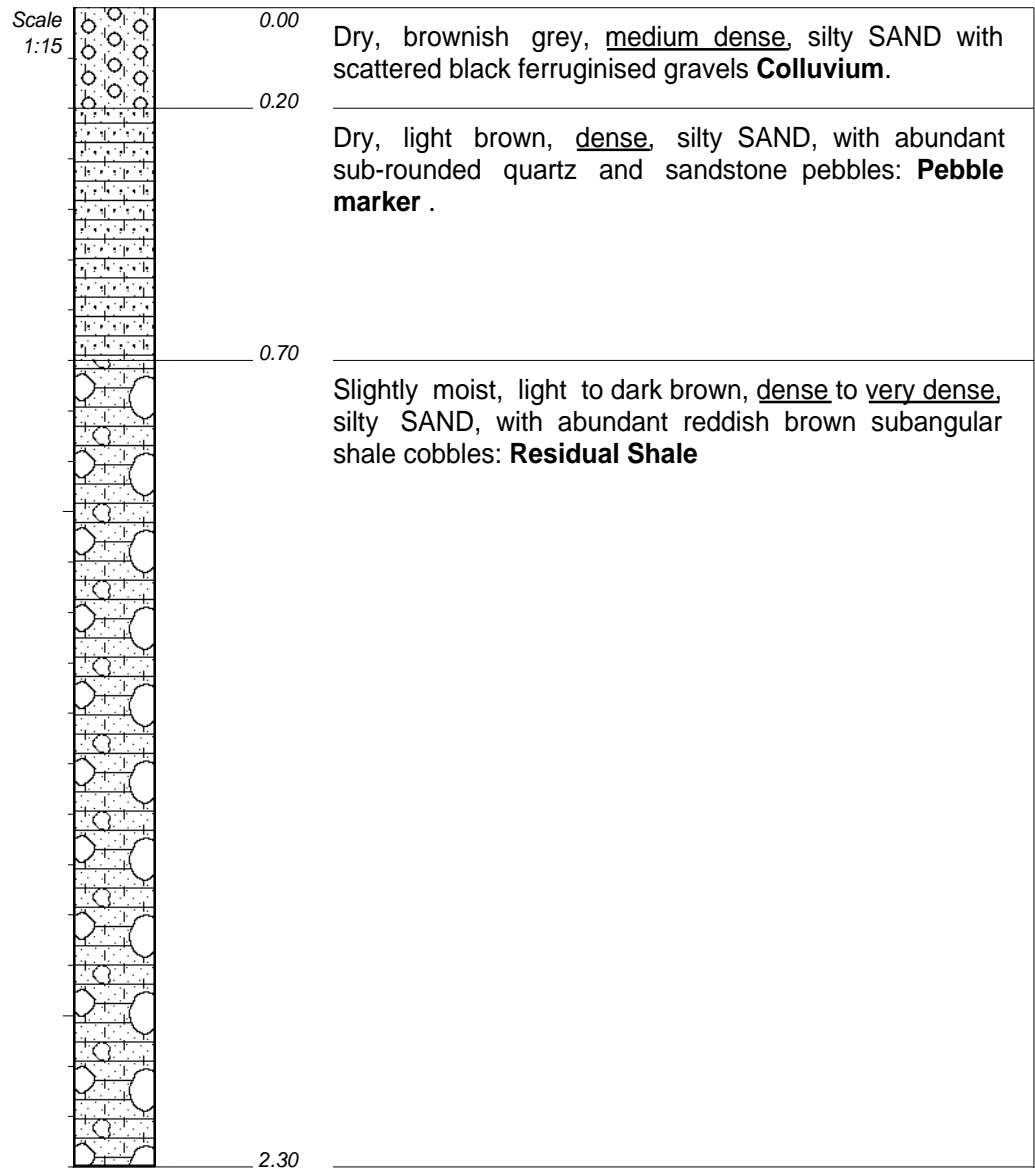 Scale
1:15
0.00
Dry, brownish grey, medium dense, silty SAND with
scattered black ferruginised gravels Colluvium.
0.20
Dry, light brown, dense, silty SAND, with abundant
sub-rounded quartz and sandstone pebbles: Pebble
marker .
0.70
Slightly moist, light to dark brown, dense to very dense,
silty SAND, with abundant reddish brown subangular
shale cobbles: Residual Shale
2.30